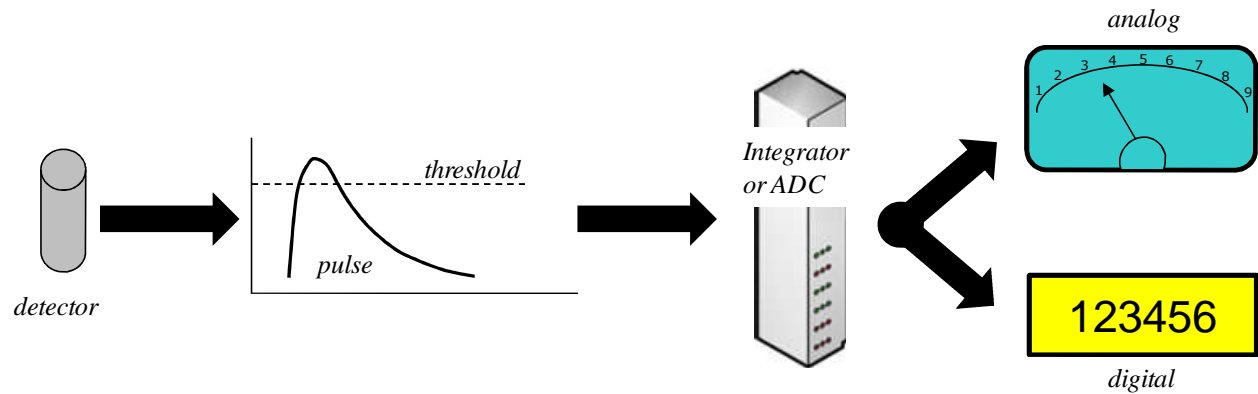 analog
1 2 3 4 5 6 7 8 9
threshold
Integrator
or ADC
pulse
detector
123456
digital